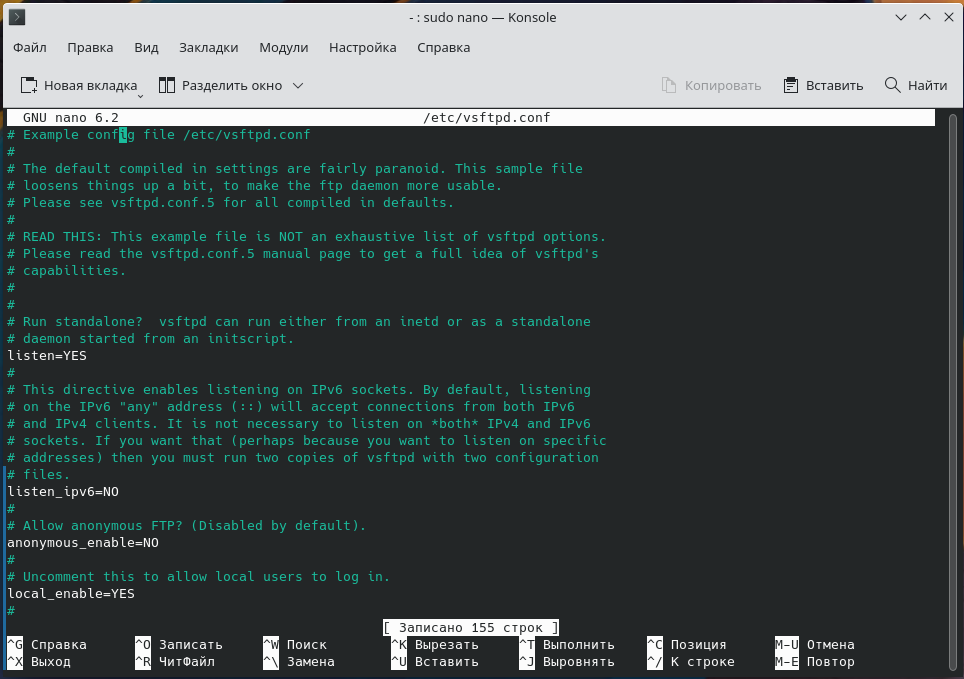 - : sudo nano — Konsole
Файл Правка Вид Закладки Модули Настройка Справка
Новая вкладка Разделить окно Копировать Вставить Найти
GNU nano 6.2 /etc/vsftpd.conf
# Example config file /etc/vsftpd.conf
#
# The default compiled in settings are fairly paranoid. This sample file
# loosens things up a bit, to make the ftp daemon more usable.
# Please see vsftpd.conf.5 for all compiled in defaults.
#
# READ THIS: This example file is NOT an exhaustive list of vsftpd options.
# Please read the vsftpd.conf.5 manual page to get a full idea of vsftpd's
# capabilities.
#
#
# Run standalone?  vsftpd can run either from an inetd or as a standalone
# daemon started from an initscript.
listen=YES
#
# This directive enables listening on IPv6 sockets. By default, listening
# on the IPv6 "any" address (::) will accept connections from both IPv6
# and IPv4 clients. It is not necessary to listen on *both* IPv4 and IPv6
# sockets. If you want that (perhaps because you want to listen on specific
# addresses) then you must run two copies of vsftpd with two configuration
# files.
listen_ipv6=NO
#
# Allow anonymous FTP? (Disabled by default).
anonymous_enable=NO
#
# Uncomment this to allow local users to log in.
local_enable=YES
#
[ Записано 155 строк ]
^G Справка ^O Записать ^W Поиск ^K Вырезать ^T Выполнить ^C Позиция M-U Отмена
^X Выход ^R ЧитФайл ^\ Замена ^U Вставить ^J Выровнять ^/ К строке M-E Повтор